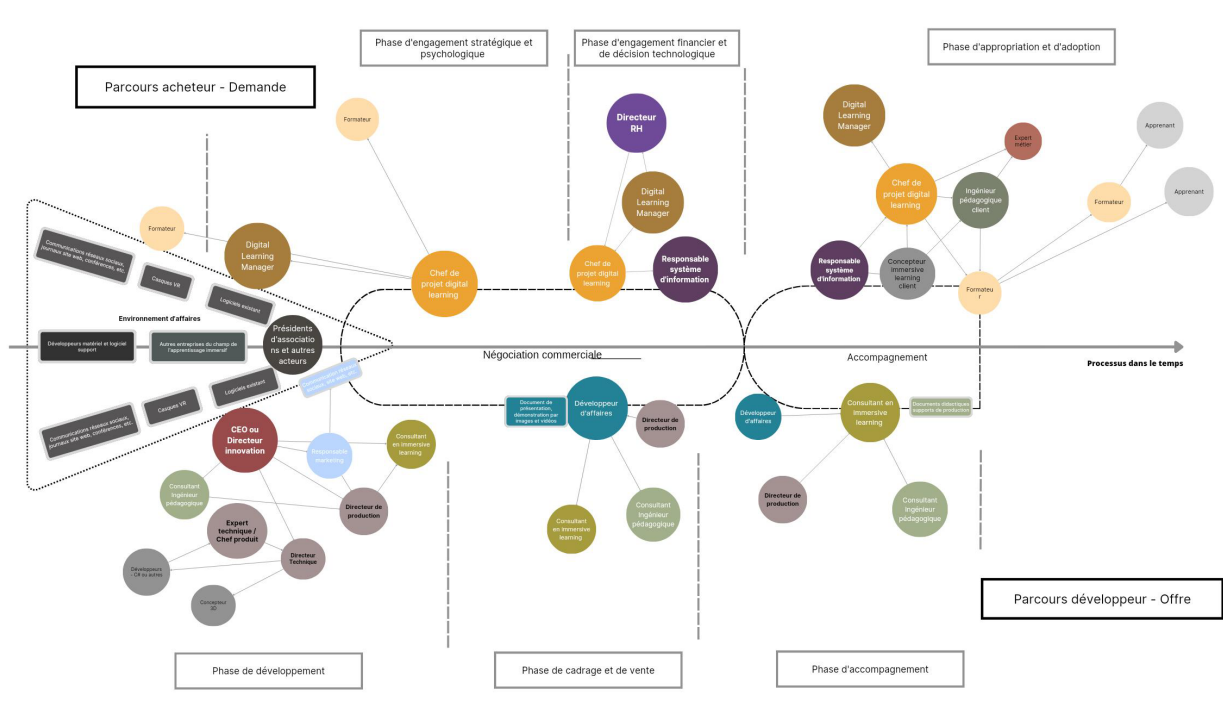 Phase d'engagement stratégique et
psychologique
Phase d'engagement financier et
de décision technologique
Phase d'appropriation et d'adoption
Parcours acheteur - Demande
Formateur
Directeur
RH
Digital
Learning
Manager
Expert
métier
Apprenant
Apprenant
Chef de
projet digital
learning
Ingénieur
pédagogique
client
Formateur
Digital
Learning
Manager
Formateur
Digital
Learning
Manager
Chef de
projet digital
learning
Chef de
projet digital
learning
Responsable
système
d'information
Responsable
système
d'information
Concepteur
immersive
learning
client
Formateu
r
Communications réseaux sociaux,
journaux site web, conférences, etc.
Casques VR
Logiciels existant
Environnement d'affaires
Développeurs matériel et logiciel
support
Autres entreprises du champ de
l'apprentissage immersif
Présidents
d'associatio
ns et autres
acteurs
Négociation commerciale
Accompagnement
Processus dans le temps
Logiciels existant
Casques VR
Communications réseaux sociaux,
journaux site web, conférences, etc.
Document de
présentation,
démonstration par
images et vidéos
Développeur
d'affaires
Directeur de
production
Développeur
d'affaires
Consultant en
immersive
learning
Documents didactiques
supports de production
CEO ou
Directeur
innovation
Responsable
marketing
Consultant
en immersive
learning
Consultant
Ingénieur
pédagogique
Directeur de
production
Expert
technique /
Chef produit
Directeur
Technique
Développeurs
- C# ou autres
Concepteur
3D
Consultant
en immersive
learning
Consultant
Ingénieur
pédagogique
Directeur de
production
Consultant
Ingénieur
pédagogique
Parcours développeur - Offre
Phase de développement
Phase de cadrage et de vente
Phase d'accompagnement